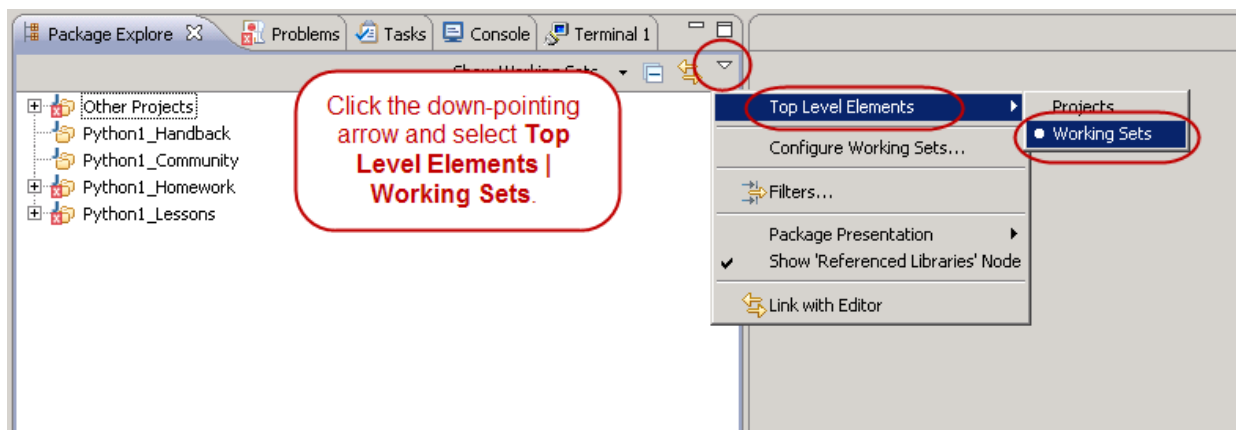 Package Explore Problems Tasks Console Terminal 1
Show Working Sets
Other Projects
Python1_Handback
Python1_Community
Python1_Homework
Python1_Lessons
Click the down-pointing
arrow and select Top
Level Elements |
Working Sets.
Top Level Elements
Configure Working Sets...
Filters...
Package Presentation
Show 'Referenced Libraries' Node
Link with Editor
Projects
Working Sets